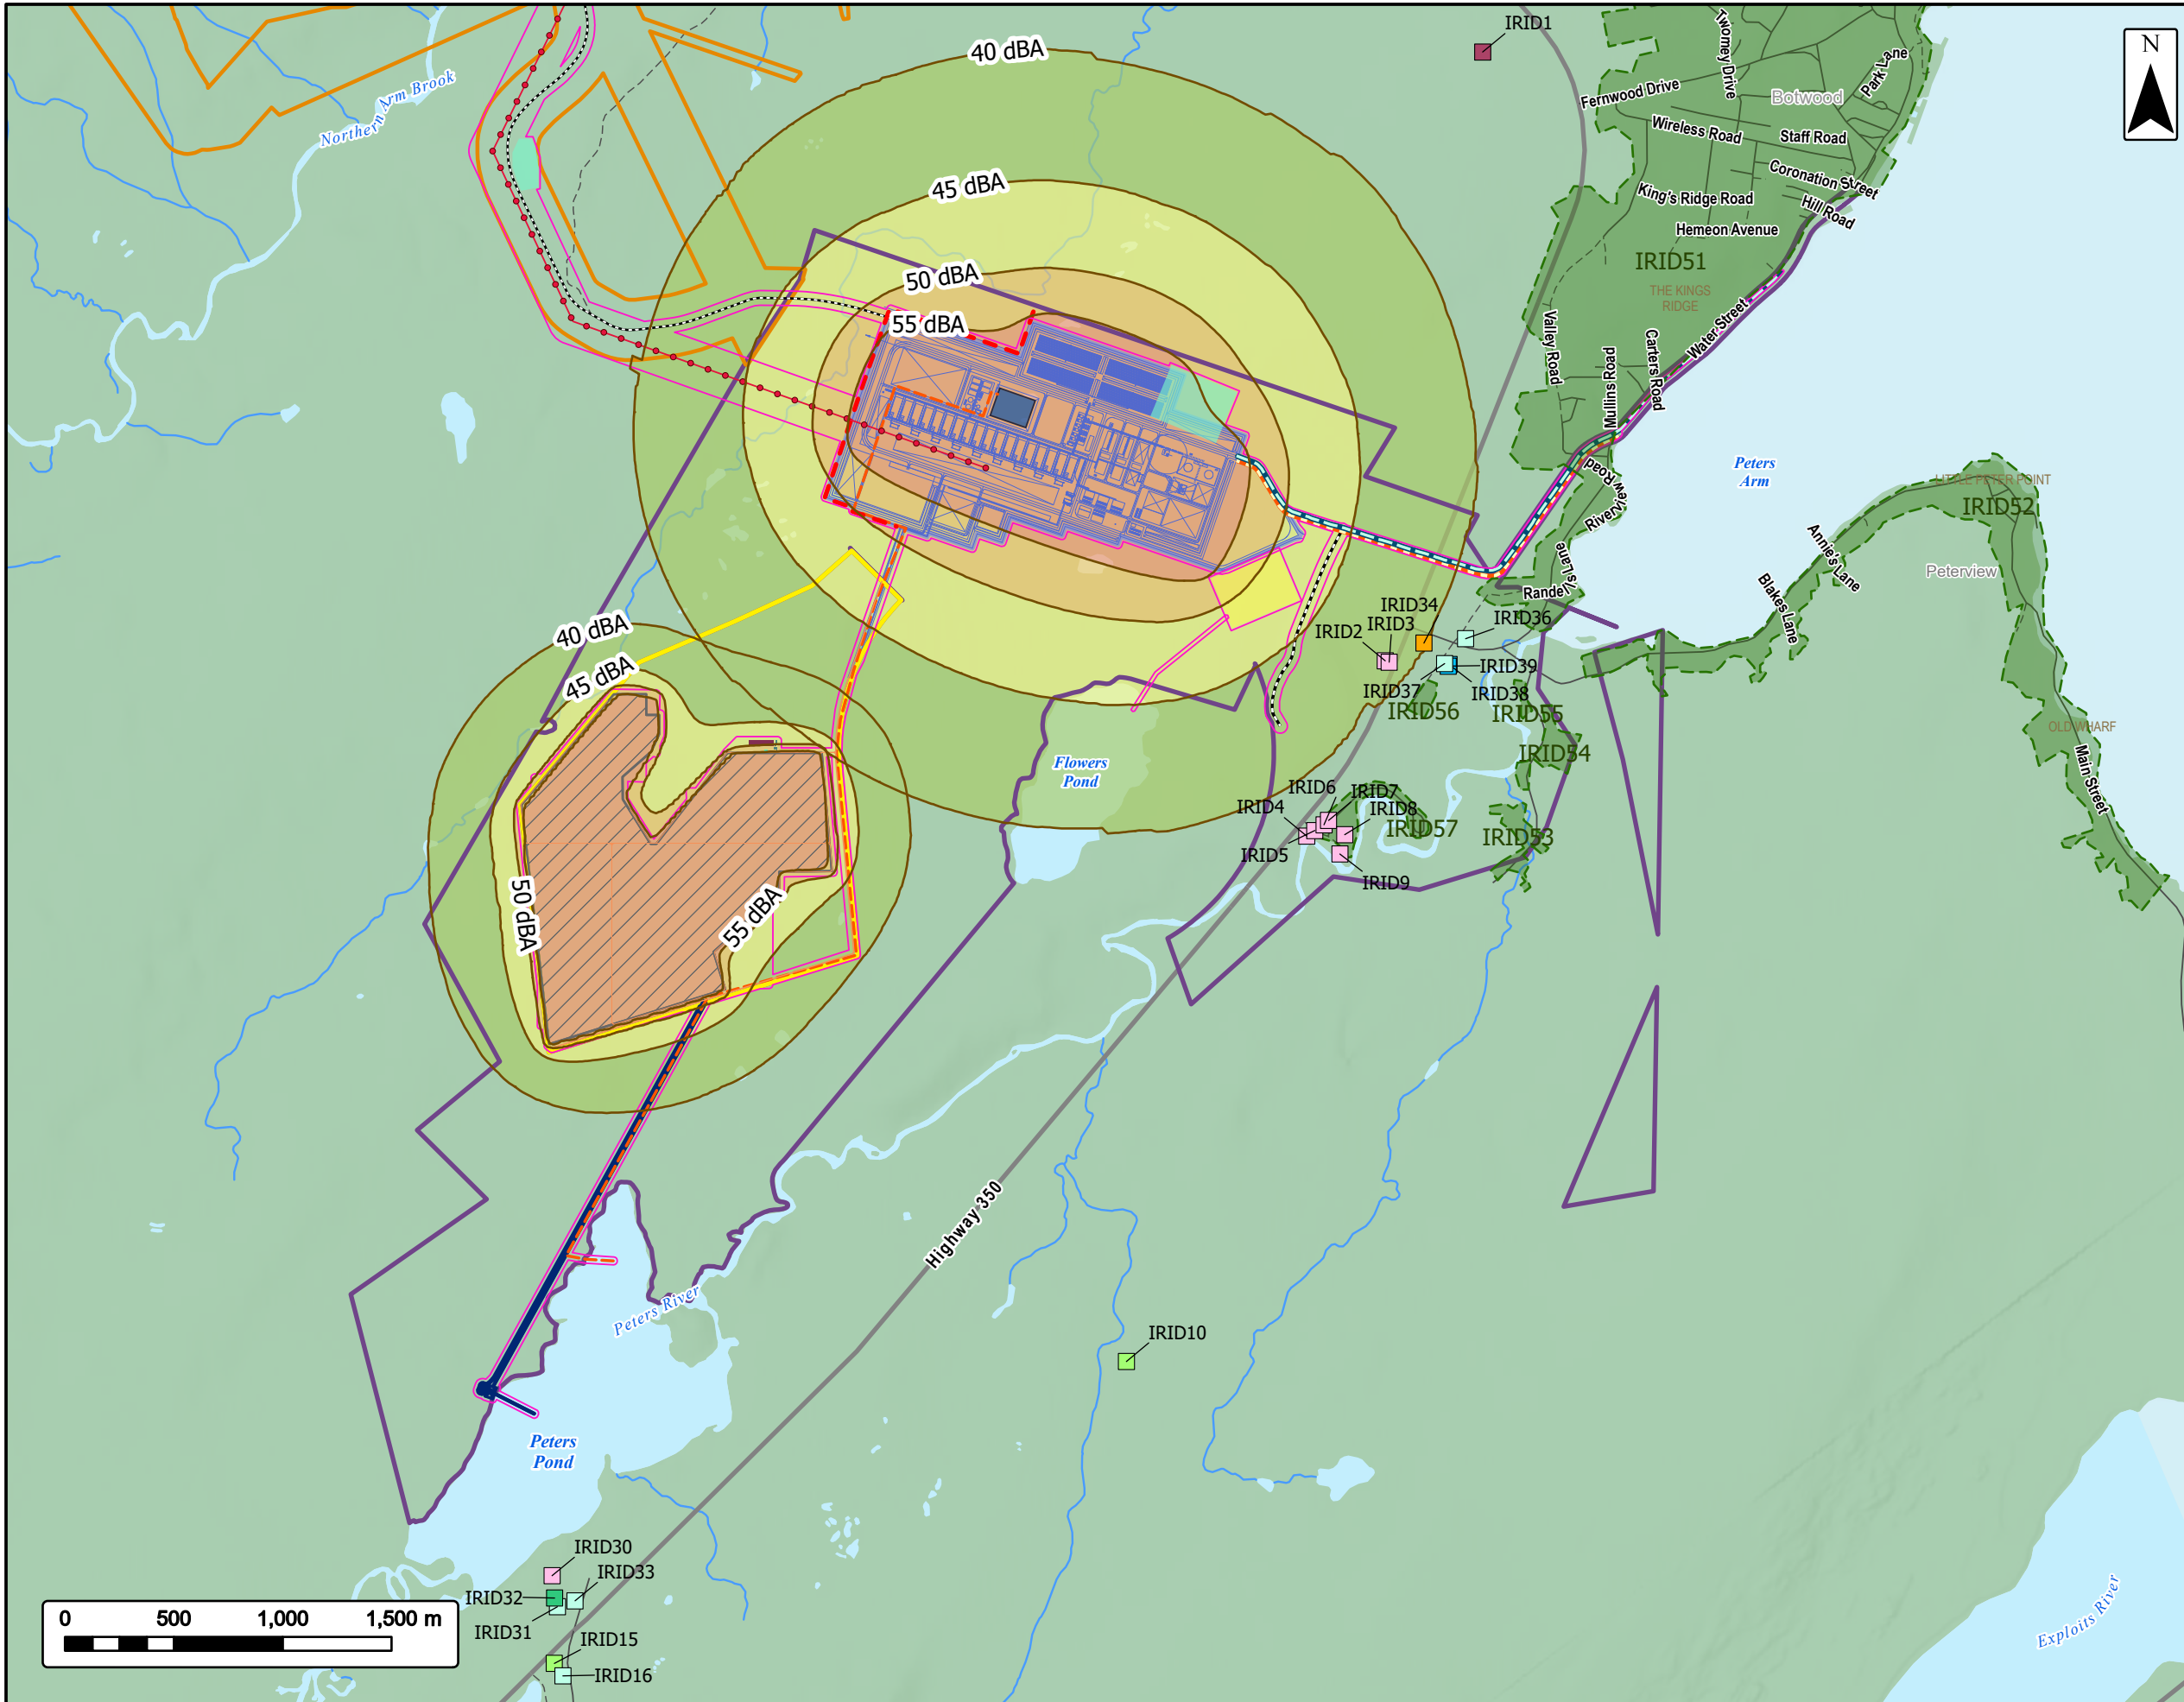 IRID1
N
40 dBA
Twomey Drive
Park Lane
Fernwood Drive
Botwood
Northern Arm Brook
Wireless Road
Staff Road
45 dBA
Coronation Street
King's Ridge Road
Hill Road
Hemeon Avenue
IRID51
50 dBA
THE KINGS
RIDGE
55 dBA
Water Street
Valley Road
Carters Road
Mullins Road
Peters
Arm
Riverview Road
LITTLE PETER POINT
IRID52
Annie's Lane
Peterview
Randell's Lane
Blakes Lane
IRID34
IRID3
IRID2
IRID36
40 dBA
45 dBA
IRID39
IRID37
IRID38
IRID56
IRID55
OLD WHARF
IRID54
Main Street
Flowers
Pond
IRID6
IRID7
IRID4
IRID8
IRID57
IRID53
IRID5
IRID9
50 dBA
55 dBA
Highway 350
Peters River
IRID10
Peters
Pond
IRID30
IRID33
IRID32
IRID31
IRID15
IRID16
0 500 1,000 1,500 m
Exploits River